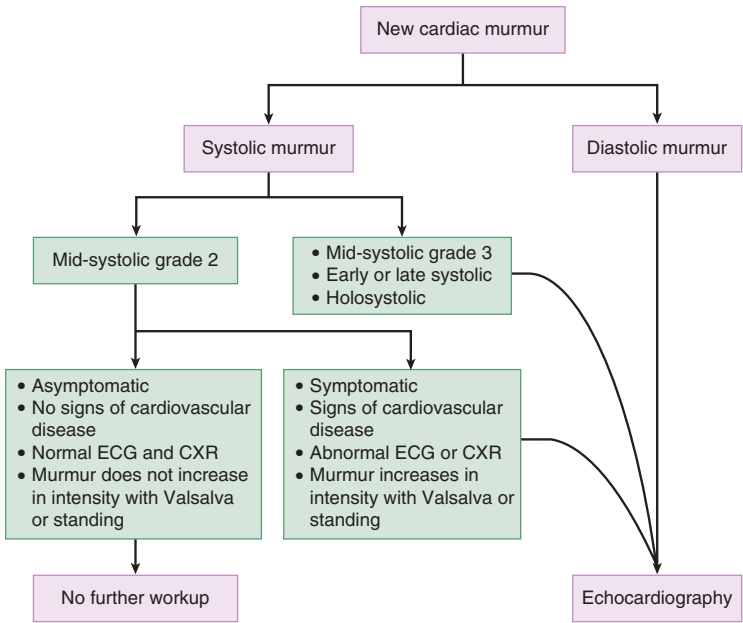 New cardiac murmur
Systolic murmur
Diastolic murmur
Mid-systolic grade 2
• Mid-systolic grade 3
• Early or late systolic
• Holosystolic
• Asymptomatic
• No signs of cardiovascular
disease
• Normal ECG and CXR
• Murmur does not increase
in intensity with Valsalva
or standing
• Symptomatic
• Signs of cardiovascular
disease
• Abnormal ECG or CXR
• Murmur increases in
intensity with Valsalva or
standing
No further workup
Echocardiography